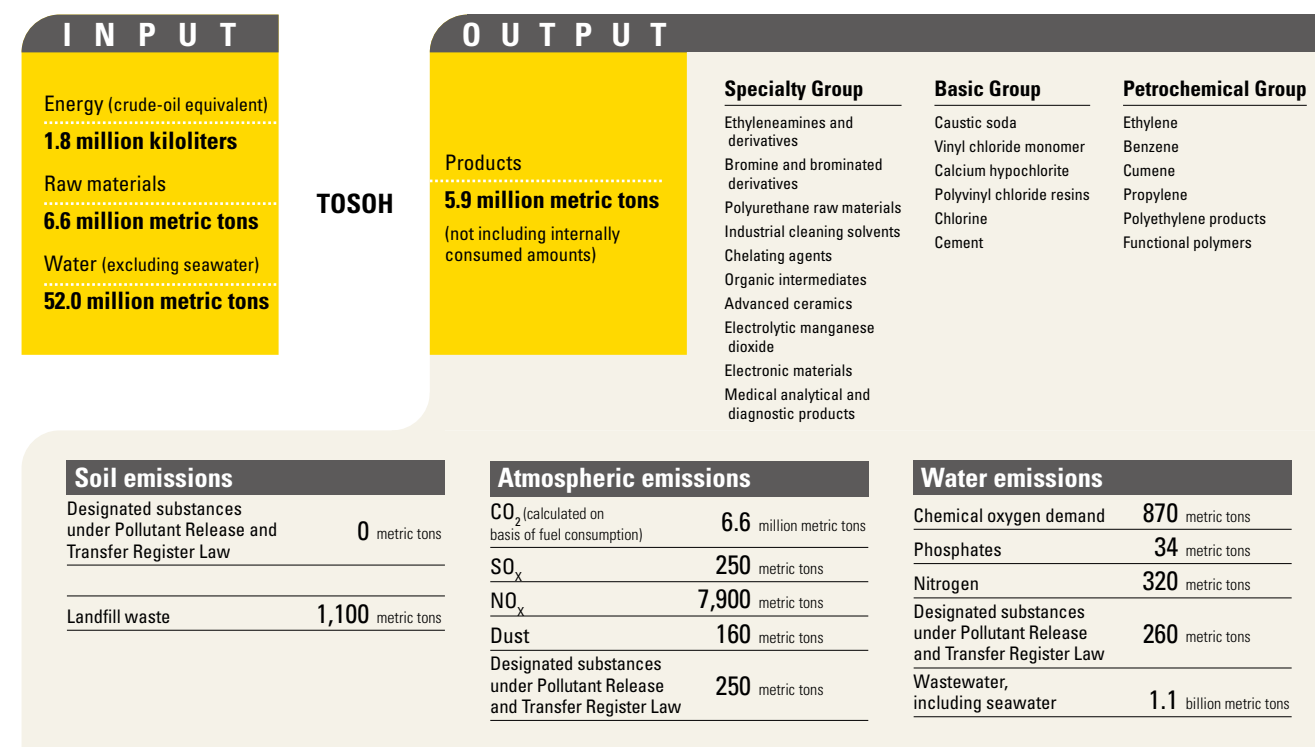 INPUT
Energy (crude-oil equivalent)
1.8 million kiloliters
Raw materials
6.6 million metric tons
Water (excluding seawater)
52.0 million metric tons
TOSOH
OUTPUT
Products
5.9 million metric tons
(not including internally
consumed amounts)
Specialty Group
Ethyleneamines and
derivatives
Bromine and brominated
derivatives
Polyurethane raw materials
Industrial cleaning solvents
Chelating agents
Organic intermediates
Advanced ceramics
Electrolytic manganese
dioxide
Electronic materials
Medical analytical and
diagnostic products
Basic Group
Caustic soda
Vinyl chloride monomer
Calcium hypochlorite
Polyvinyl chloride resins
Chlorine
Cement
Petrochemical Group
Ethylene
Benzene
Cumene
Propylene
Polyethylene products
Functional polymers
Soil emissions
Designated substances
under Pollutant Release and
Transfer Register Law
0 metric tons
Landfill waste 1,100 metric tons
Atmospheric emissions
CO₂ (calculated on
basis of fuel consumption)
6.6 million metric tons
SOₓ 250 metric tons
NOₓ 7,900 metric tons
Dust 160 metric tons
Designated substances
under Pollutant Release
and Transfer Register Law
250 metric tons
Water emissions
Chemical oxygen demand 870 metric tons
Phosphates 34 metric tons
Nitrogen 320 metric tons
Designated substances
under Pollutant Release
and Transfer Register Law
260 metric tons
Wastewater,
including seawater
1.1 billion metric tons